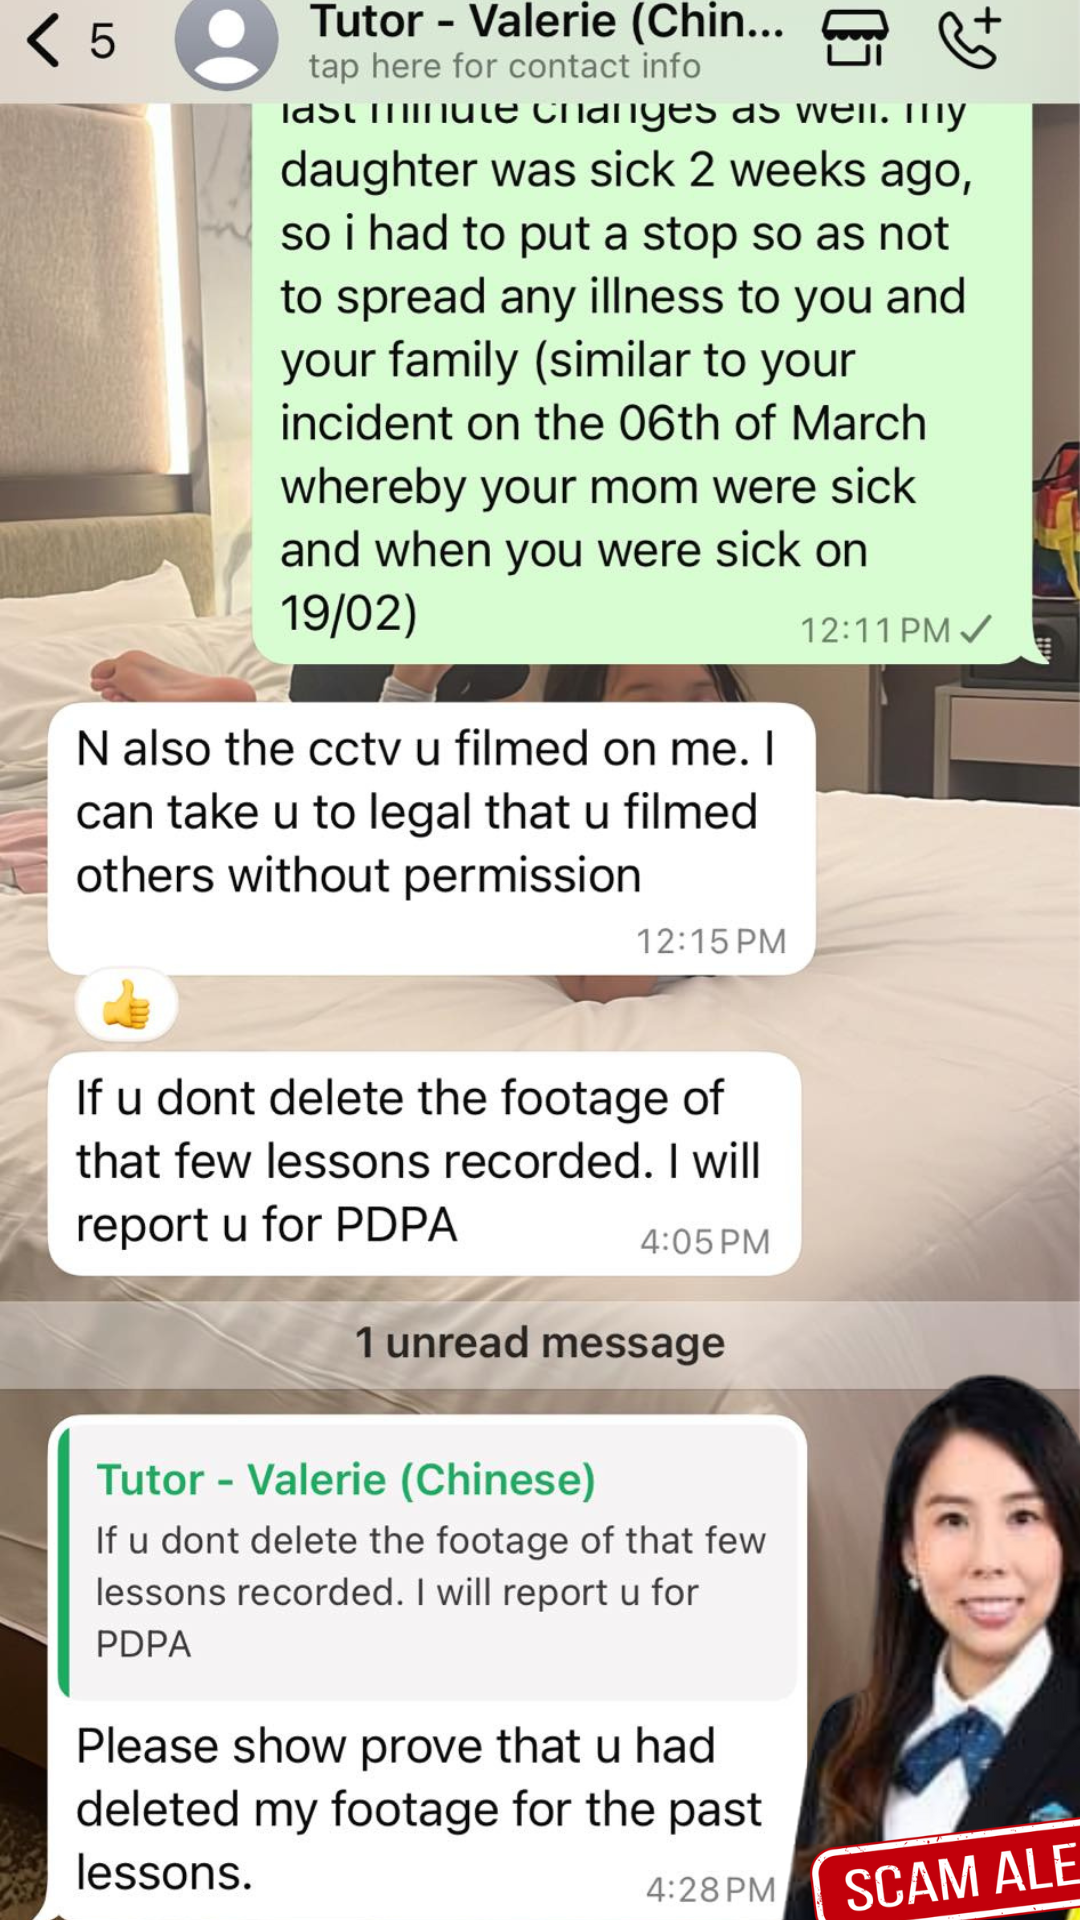 5
Tutor - Valerie (Chin...
tap here for contact info
last minute changes as well. my
daughter was sick 2 weeks ago,
so i had to put a stop so as not
to spread any illness to you and
your family (similar to your
incident on the 06th of March
whereby your mom were sick
and when you were sick on
19/02)
12:11 PM
N also the cctv u filmed on me. I
can take u to legal that u filmed
others without permission
12:15 PM
If u dont delete the footage of
that few lessons recorded. I will
report u for PDPA
4:05 PM
1 unread message
Tutor - Valerie (Chinese)
If u dont delete the footage of that few
lessons recorded. I will report u for
PDPA
Please show prove that u had
deleted my footage for the past
lessons.
4:28 PM
SCAM ALE